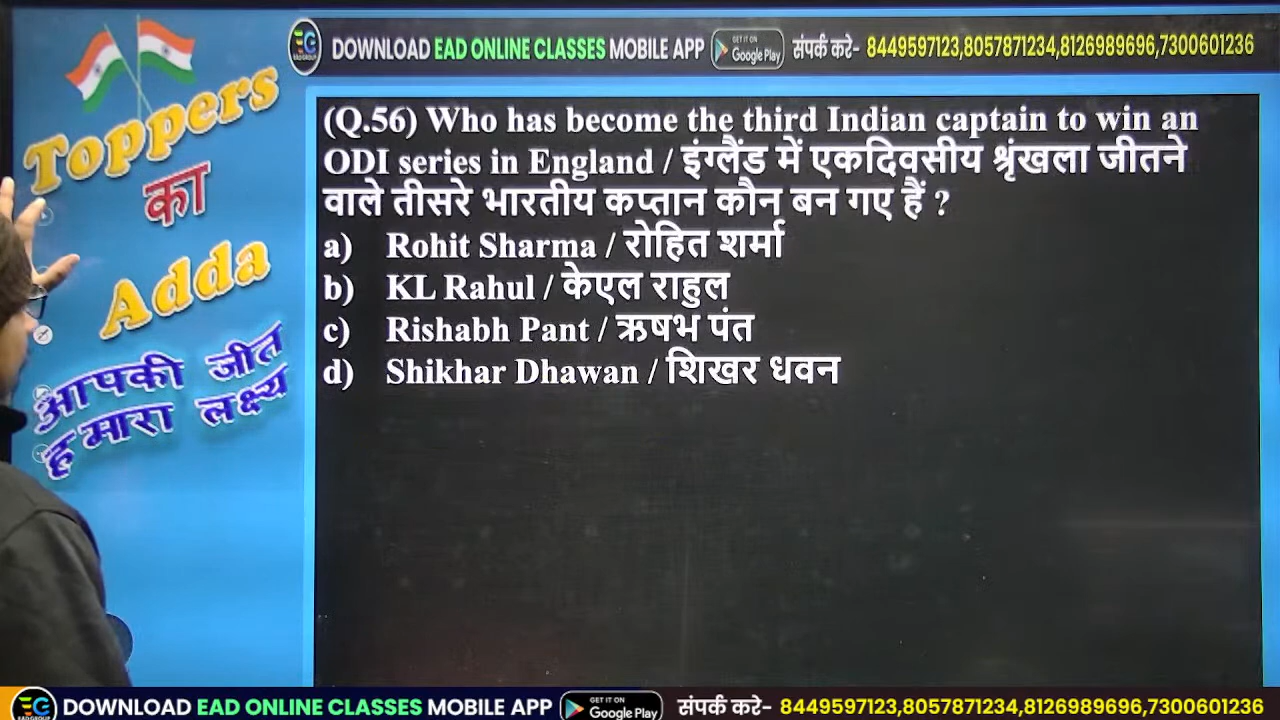 DOWNLOAD EAD ONLINE CLASSES MOBILE APP GET IT ON Google Play संपर्क करे- 8449597123,8057871234,8126989696,7300601236
Toppers
का
Adda
आपकी जीत
हमारा लक्ष्य
(Q.56) Who has become the third Indian captain to win an
ODI series in England / इंग्लैंड में एकदिवसीय श्रृंखला जीतने
वाले तीसरे भारतीय कप्तान कौन बन गए हैं ?
a) Rohit Sharma / रोहित शर्मा
b) KL Rahul / केएल राहुल
c) Rishabh Pant / ऋषभ पंत
d) Shikhar Dhawan / शिखर धवन
DOWNLOAD EAD ONLINE CLASSES MOBILE APP GET IT ON Google Play संपर्क करे- 8449597123,8057871234,8126989696,7300601236